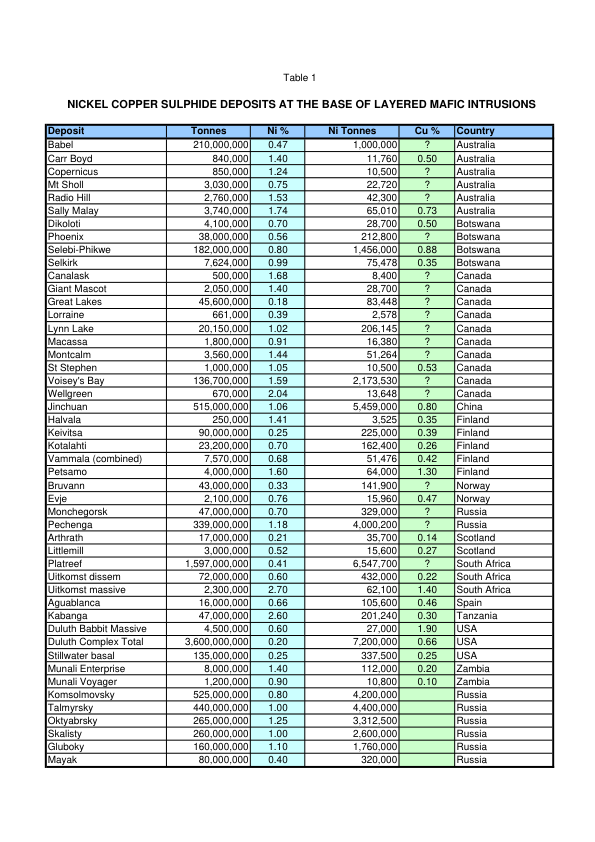 Table 1
NICKEL COPPER SULPHIDE DEPOSITS AT THE BASE OF LAYERED MAFIC INTRUSIONS
Deposit Tonnes Ni % Ni Tonnes Cu % Country
Babel 210,000,000 0.47 1,000,000 ? Australia
Carr Boyd 840,000 1.40 11,760 0.50 Australia
Copernicus 850,000 1.24 10,500 ? Australia
Mt Sholl 3,030,000 0.75 22,720 ? Australia
Radio Hill 2,760,000 1.53 42,300 ? Australia
Sally Malay 3,740,000 1.74 65,010 0.73 Australia
Dikoloti 4,100,000 0.70 28,700 0.50 Botswana
Phoenix 38,000,000 0.56 212,800 ? Botswana
Selebi-Phikwe 182,000,000 0.80 1,456,000 0.88 Botswana
Selkirk 7,624,000 0.99 75,478 0.35 Botswana
Canalask 500,000 1.68 8,400 ? Canada
Giant Mascot 2,050,000 1.40 28,700 ? Canada
Great Lakes 45,600,000 0.18 83,448 ? Canada
Lorraine 661,000 0.39 2,578 ? Canada
Lynn Lake 20,150,000 1.02 206,145 ? Canada
Macassa 1,800,000 0.91 16,380 ? Canada
Montcalm 3,560,000 1.44 51,264 ? Canada
St Stephen 1,000,000 1.05 10,500 0.53 Canada
Voisey's Bay 136,700,000 1.59 2,173,530 ? Canada
Wellgreen 670,000 2.04 13,648 ? Canada
Jinchuan 515,000,000 1.06 5,459,000 0.80 China
Halvala 250,000 1.41 3,525 0.35 Finland
Keivitsa 90,000,000 0.25 225,000 0.39 Finland
Kotalahti 23,200,000 0.70 162,400 0.26 Finland
Vammala (combined) 7,570,000 0.68 51,476 0.42 Finland
Petsamo 4,000,000 1.60 64,000 1.30 Finland
Bruvann 43,000,000 0.33 141,900 ? Norway
Evje 2,100,000 0.76 15,960 0.47 Norway
Monchegorsk 47,000,000 0.70 329,000 ? Russia
Pechenga 339,000,000 1.18 4,000,200 ? Russia
Arthrath 17,000,000 0.21 35,700 0.14 Scotland
Littlemill 3,000,000 0.52 15,600 0.27 Scotland
Platreef 1,597,000,000 0.41 6,547,700 ? South Africa
Uitkomst dissem 72,000,000 0.60 432,000 0.22 South Africa
Uitkomst massive 2,300,000 2.70 62,100 1.40 South Africa
Aguablanca 16,000,000 0.66 105,600 0.46 Spain
Kabanga 47,000,000 2.60 201,240 0.30 Tanzania
Duluth Babbit Massive 4,500,000 0.60 27,000 1.90 USA
Duluth Complex Total 3,600,000,000 0.20 7,200,000 0.66 USA
Stillwater basal 135,000,000 0.25 337,500 0.25 USA
Munali Enterprise 8,000,000 1.40 112,000 0.20 Zambia
Munali Voyager 1,200,000 0.90 10,800 0.10 Zambia
Komsolmovsky 525,000,000 0.80 4,200,000 Russia
Talmyrsky 440,000,000 1.00 4,400,000 Russia
Oktyabrsky 265,000,000 1.25 3,312,500 Russia
Skalisty 260,000,000 1.00 2,600,000 Russia
Gluboky 160,000,000 1.10 1,760,000 Russia
Mayak 80,000,000 0.40 320,000 Russia